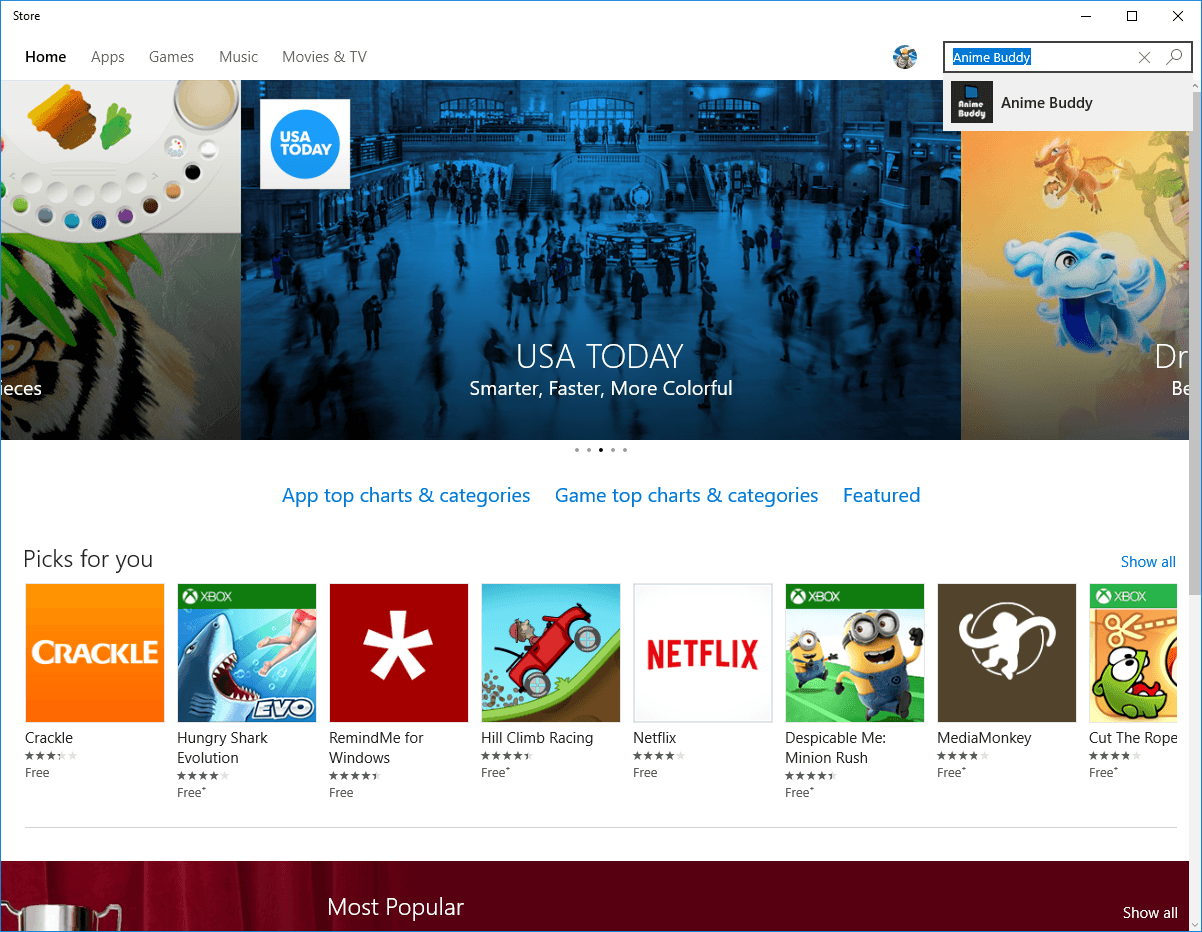 Store
Home Apps Games Music Movies & TV
Anime Buddy
Anime
Buddy
Anime Buddy
USA
TODAY
USA TODAY
Smarter, Faster, More Colorful
ieces
Dr
Be
App top charts & categories Game top charts & categories Featured
Picks for you
Show all
CRACKLE
XBOX
EVO
NETFLIX
XBOX
XBOX
Crackle
Free
Hungry Shark
Evolution
Free*
RemindMe for
Windows
Free
Hill Climb Racing
Free*
Netflix
Free
Despicable Me:
Minion Rush
Free*
MediaMonkey
Free*
Cut The Rope
Free*
Most Popular
Show all